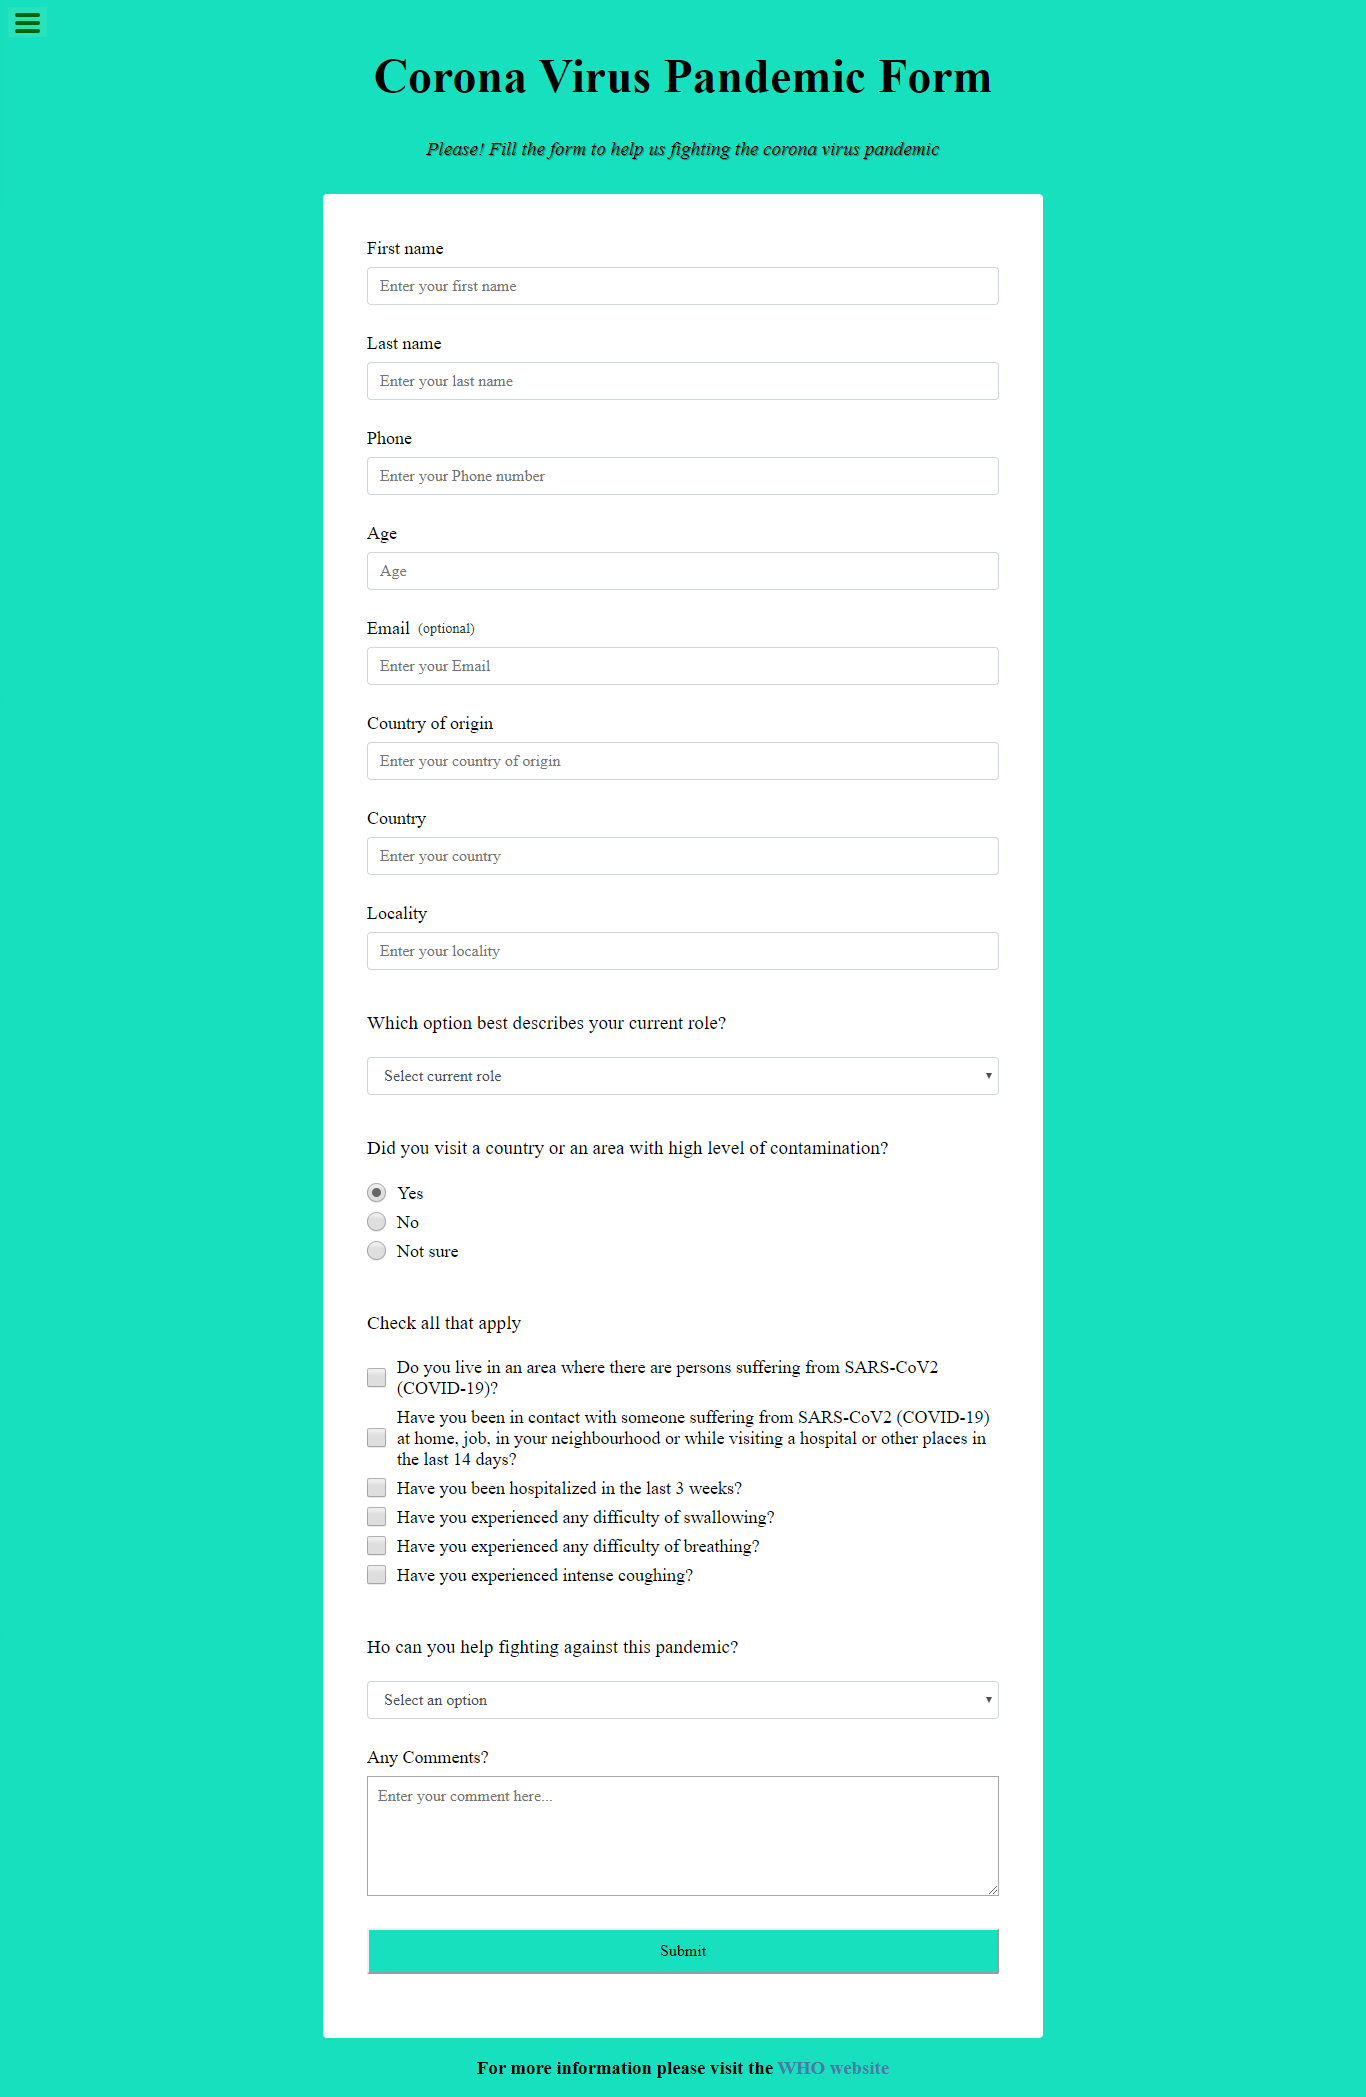 Corona Virus Pandemic Form
Please! Fill the form to help us fighting the corona virus pandemic
First name
Enter your first name
Last name
Enter your last name
Phone
Enter your Phone number
Age
Age
Email (optional)
Enter your Email
Country of origin
Enter your country of origin
Country
Enter your country
Locality
Enter your locality
Which option best describes your current role?
Select current role
Did you visit a country or an area with high level of contamination?
Yes
No
Not sure
Check all that apply
Do you live in an area where there are persons suffering from SARS-CoV2
(COVID-19)?
Have you been in contact with someone suffering from SARS-CoV2 (COVID-19)
at home, job, in your neighbourhood or while visiting a hospital or other places in
the last 14 days?
Have you been hospitalized in the last 3 weeks?
Have you experienced any difficulty of swallowing?
Have you experienced any difficulty of breathing?
Have you experienced intense coughing?
Ho can you help fighting against this pandemic?
Select an option
Any Comments?
Enter your comment here...
Submit
For more information please visit the WHO website